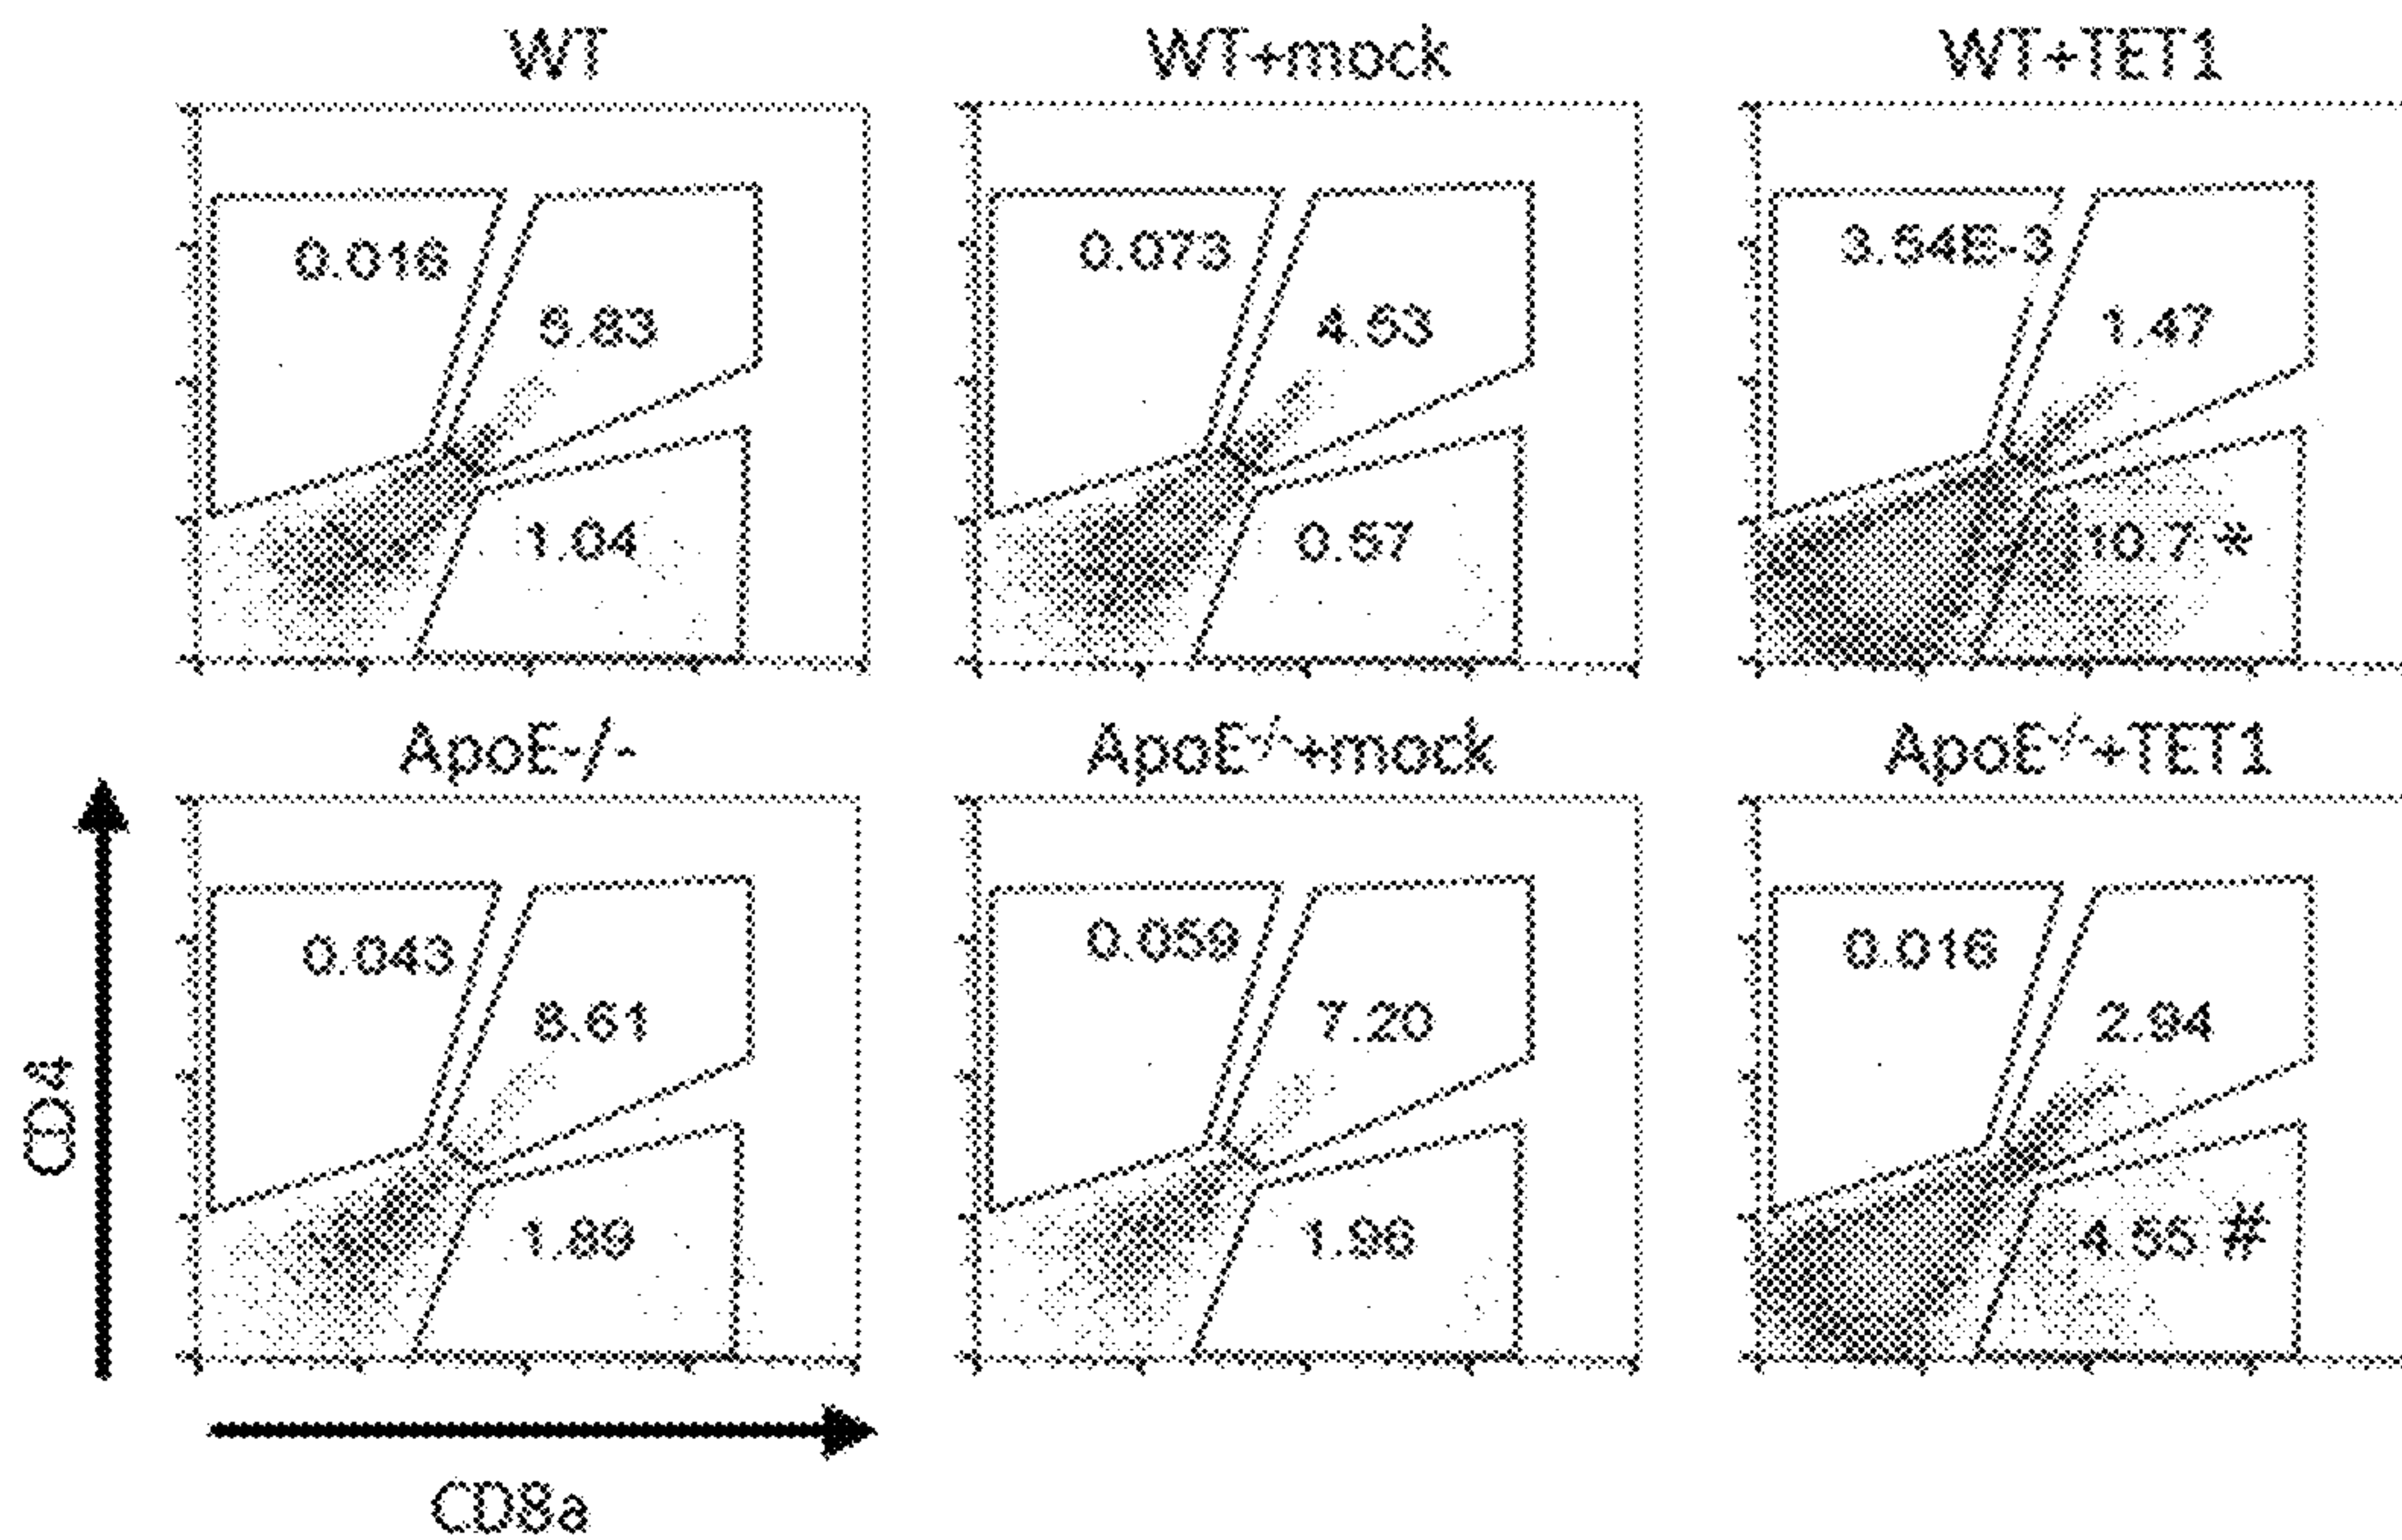 WT
0.016
6.83
1.04
WT+mock
0.073
4.53
0.57
WT+TET1
3.54E-3
1.47
10.7 *
ApoE-/-
0.043
8.61
1.89
ApoE-/-+mock
0.059
7.20
1.96
ApoE-/-+TET1
0.016
2.94
4.55 #
CD4
CD8a